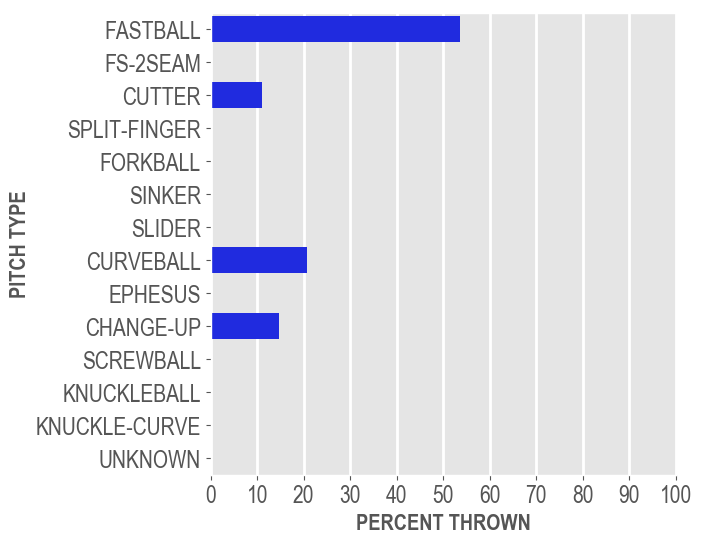 FASTBALL
FS-2SEAM
CUTTER
SPLIT-FINGER
FORKBALL
SINKER
SLIDER
CURVEBALL
EPHESUS
CHANGE-UP
SCREWBALL
KNUCKLEBALL
KNUCKLE-CURVE
UNKNOWN
PITCH TYPE
0 10 20 30 40 50 60 70 80 90 100
PERCENT THROWN